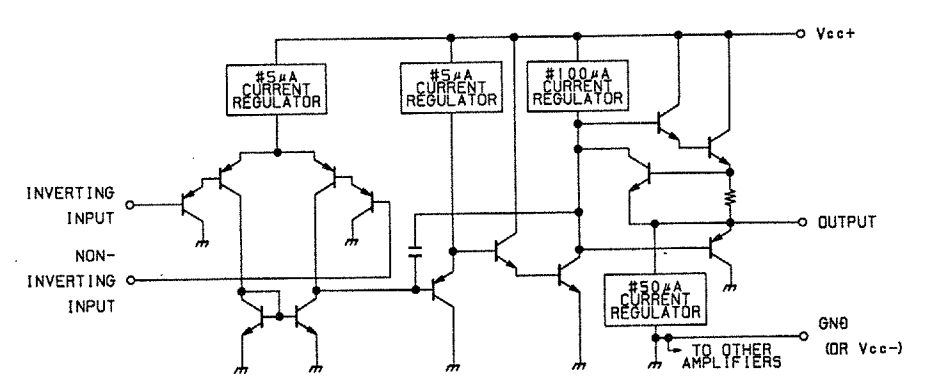 Vcc+
#5μA
CURRENT
REGULATOR
#5μA
CURRENT
REGULATOR
#100μA
CURRENT
REGULATOR
INVERTING
INPUT
OUTPUT
NON-
INVERTING
INPUT
#50μA
CURRENT
REGULATOR
GND
(OR Vcc-)
TO OTHER
AMPLIFIERS